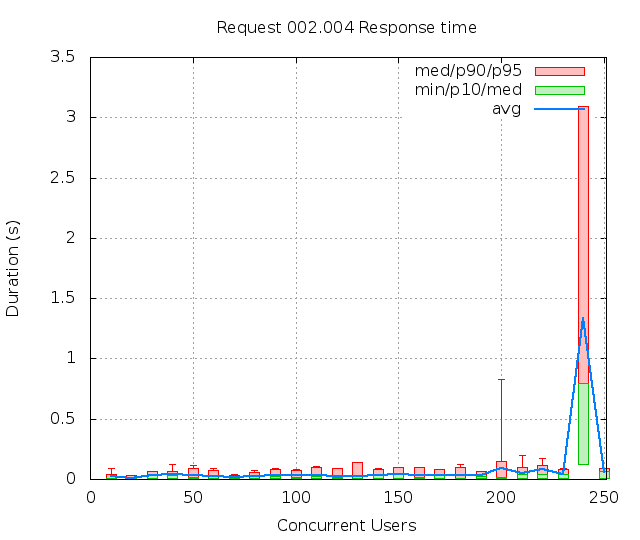 Request 002.004 Response time
3.5
3
2.5
2
1.5
1
0.5
0
Duration (s)
med/p90/p95
min/p10/med
avg
0 50 100 150 200 250
Concurrent Users